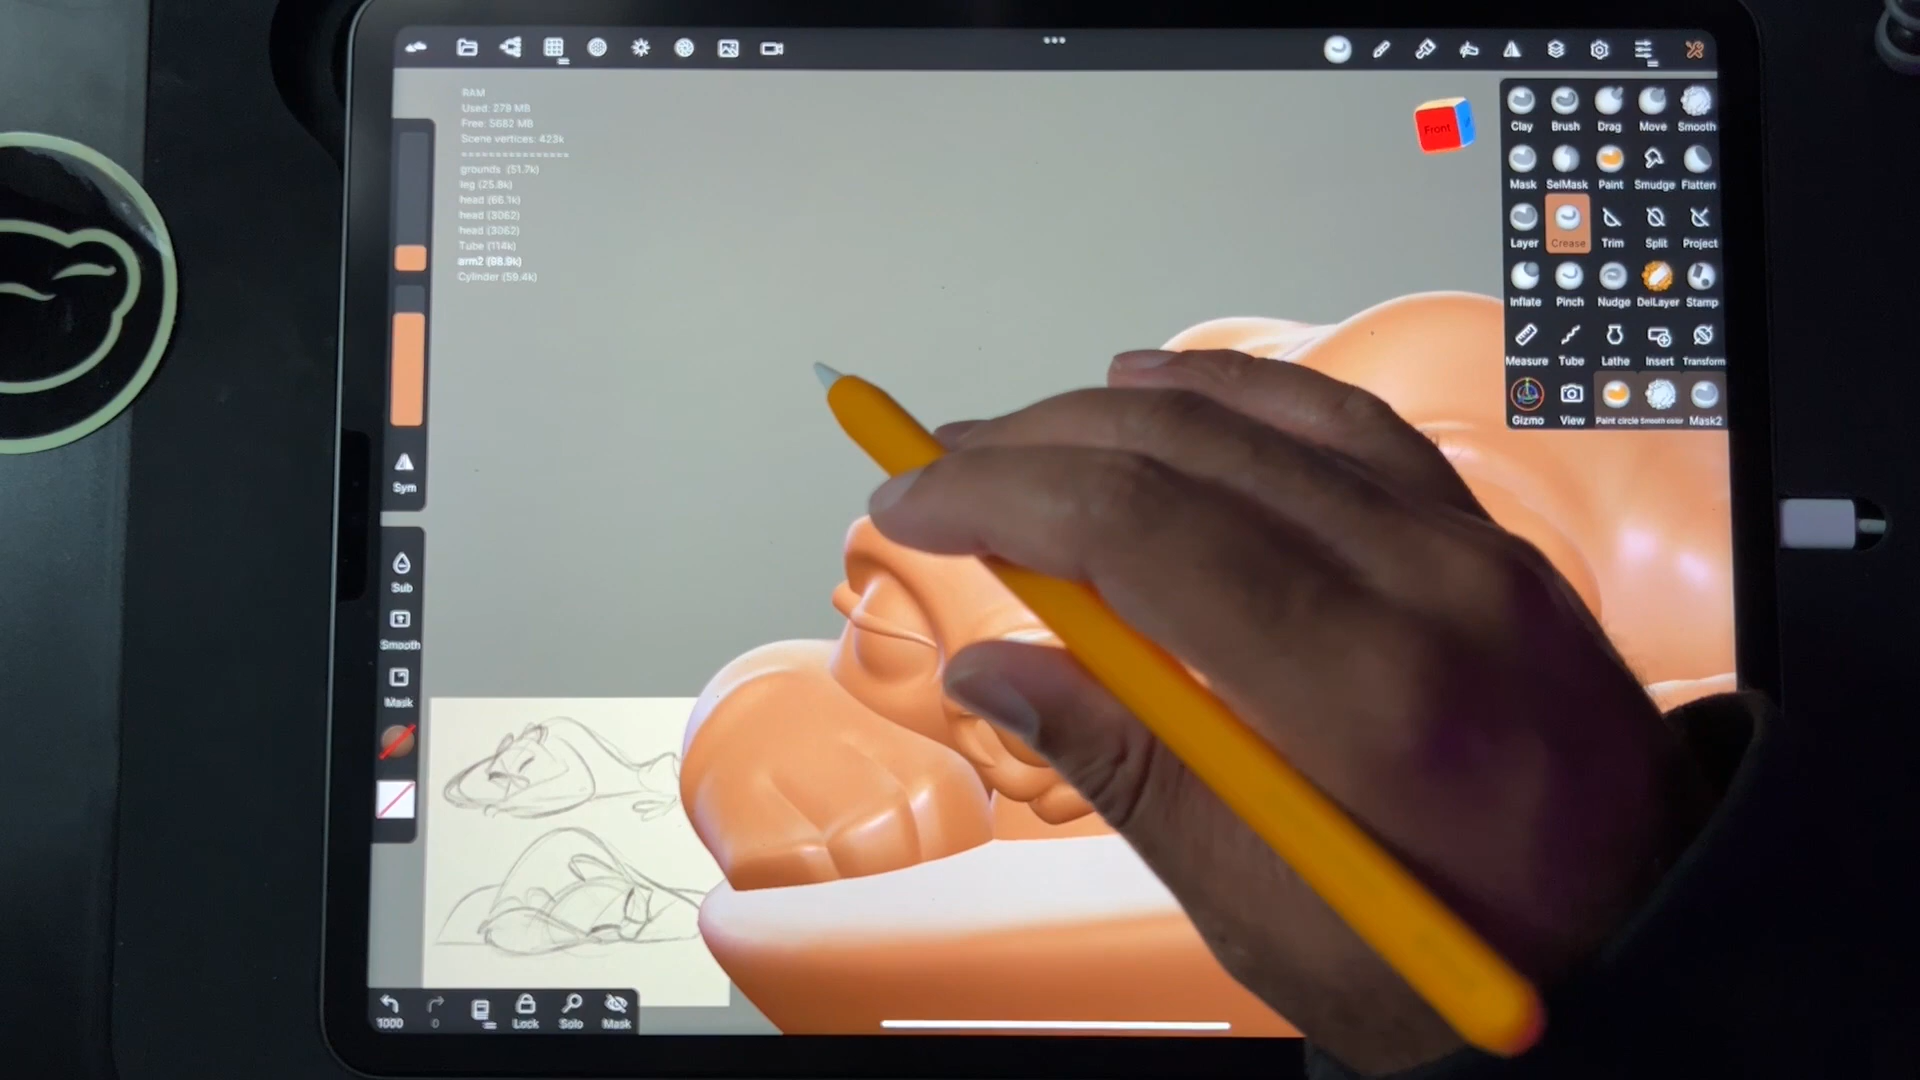 RAM
Used: 279 MB
Free: 5682 MB
Scene vertices: 423k
================
grounds (51.7k)
leg (25.8k)
head (66.1k)
head (3062)
head (3062)
Tube (114k)
arm2 (98.9k)
Cylinder (59.4k)
Front
Clay Brush Drag Move Smooth
Mask SelMask Paint Smudge Flatten
Layer Crease Trim Split Project
Inflate Pinch Nudge DelLayer Stamp
Measure Tube Lathe Insert Transform
Gizmo View Paint circle Smooth color Mask2
Sym
Sub
Smooth
Mask
1000 0 Lock Solo Mask